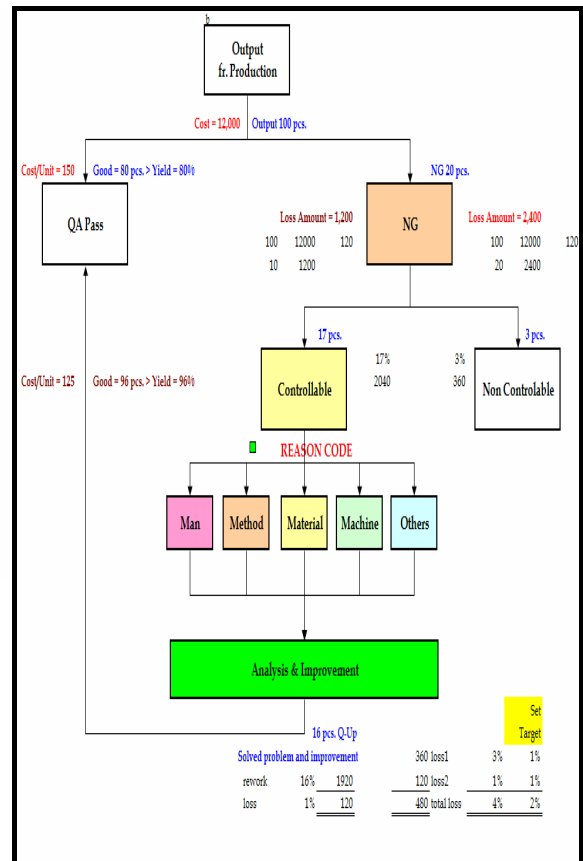 b
Output
fr. Production
Cost = 12,000 Output 100 pcs.
Cost/Unit = 150 Good = 80 pcs. > Yield = 80% NG 20 pcs.
QA Pass
Loss Amount = 1,200
NG
Loss Amount = 2,400
100 12000 120
10 1200
100 12000 120
20 2400
17 pcs. 3 pcs.
Controllable
17% 3%
2040 360
Non Controlable
Cost/Unit = 125 Good = 96 pcs. > Yield = 96%
REASON CODE
Man Method Material Machine Others
Analysis & Improvement
Set
Target
16 pcs. Q-Up
Solved problem and improvement 360 loss1 3% 1%
rework 16% 1920 120 loss2 1% 1%
loss 1% 120 480 total loss 4% 2%